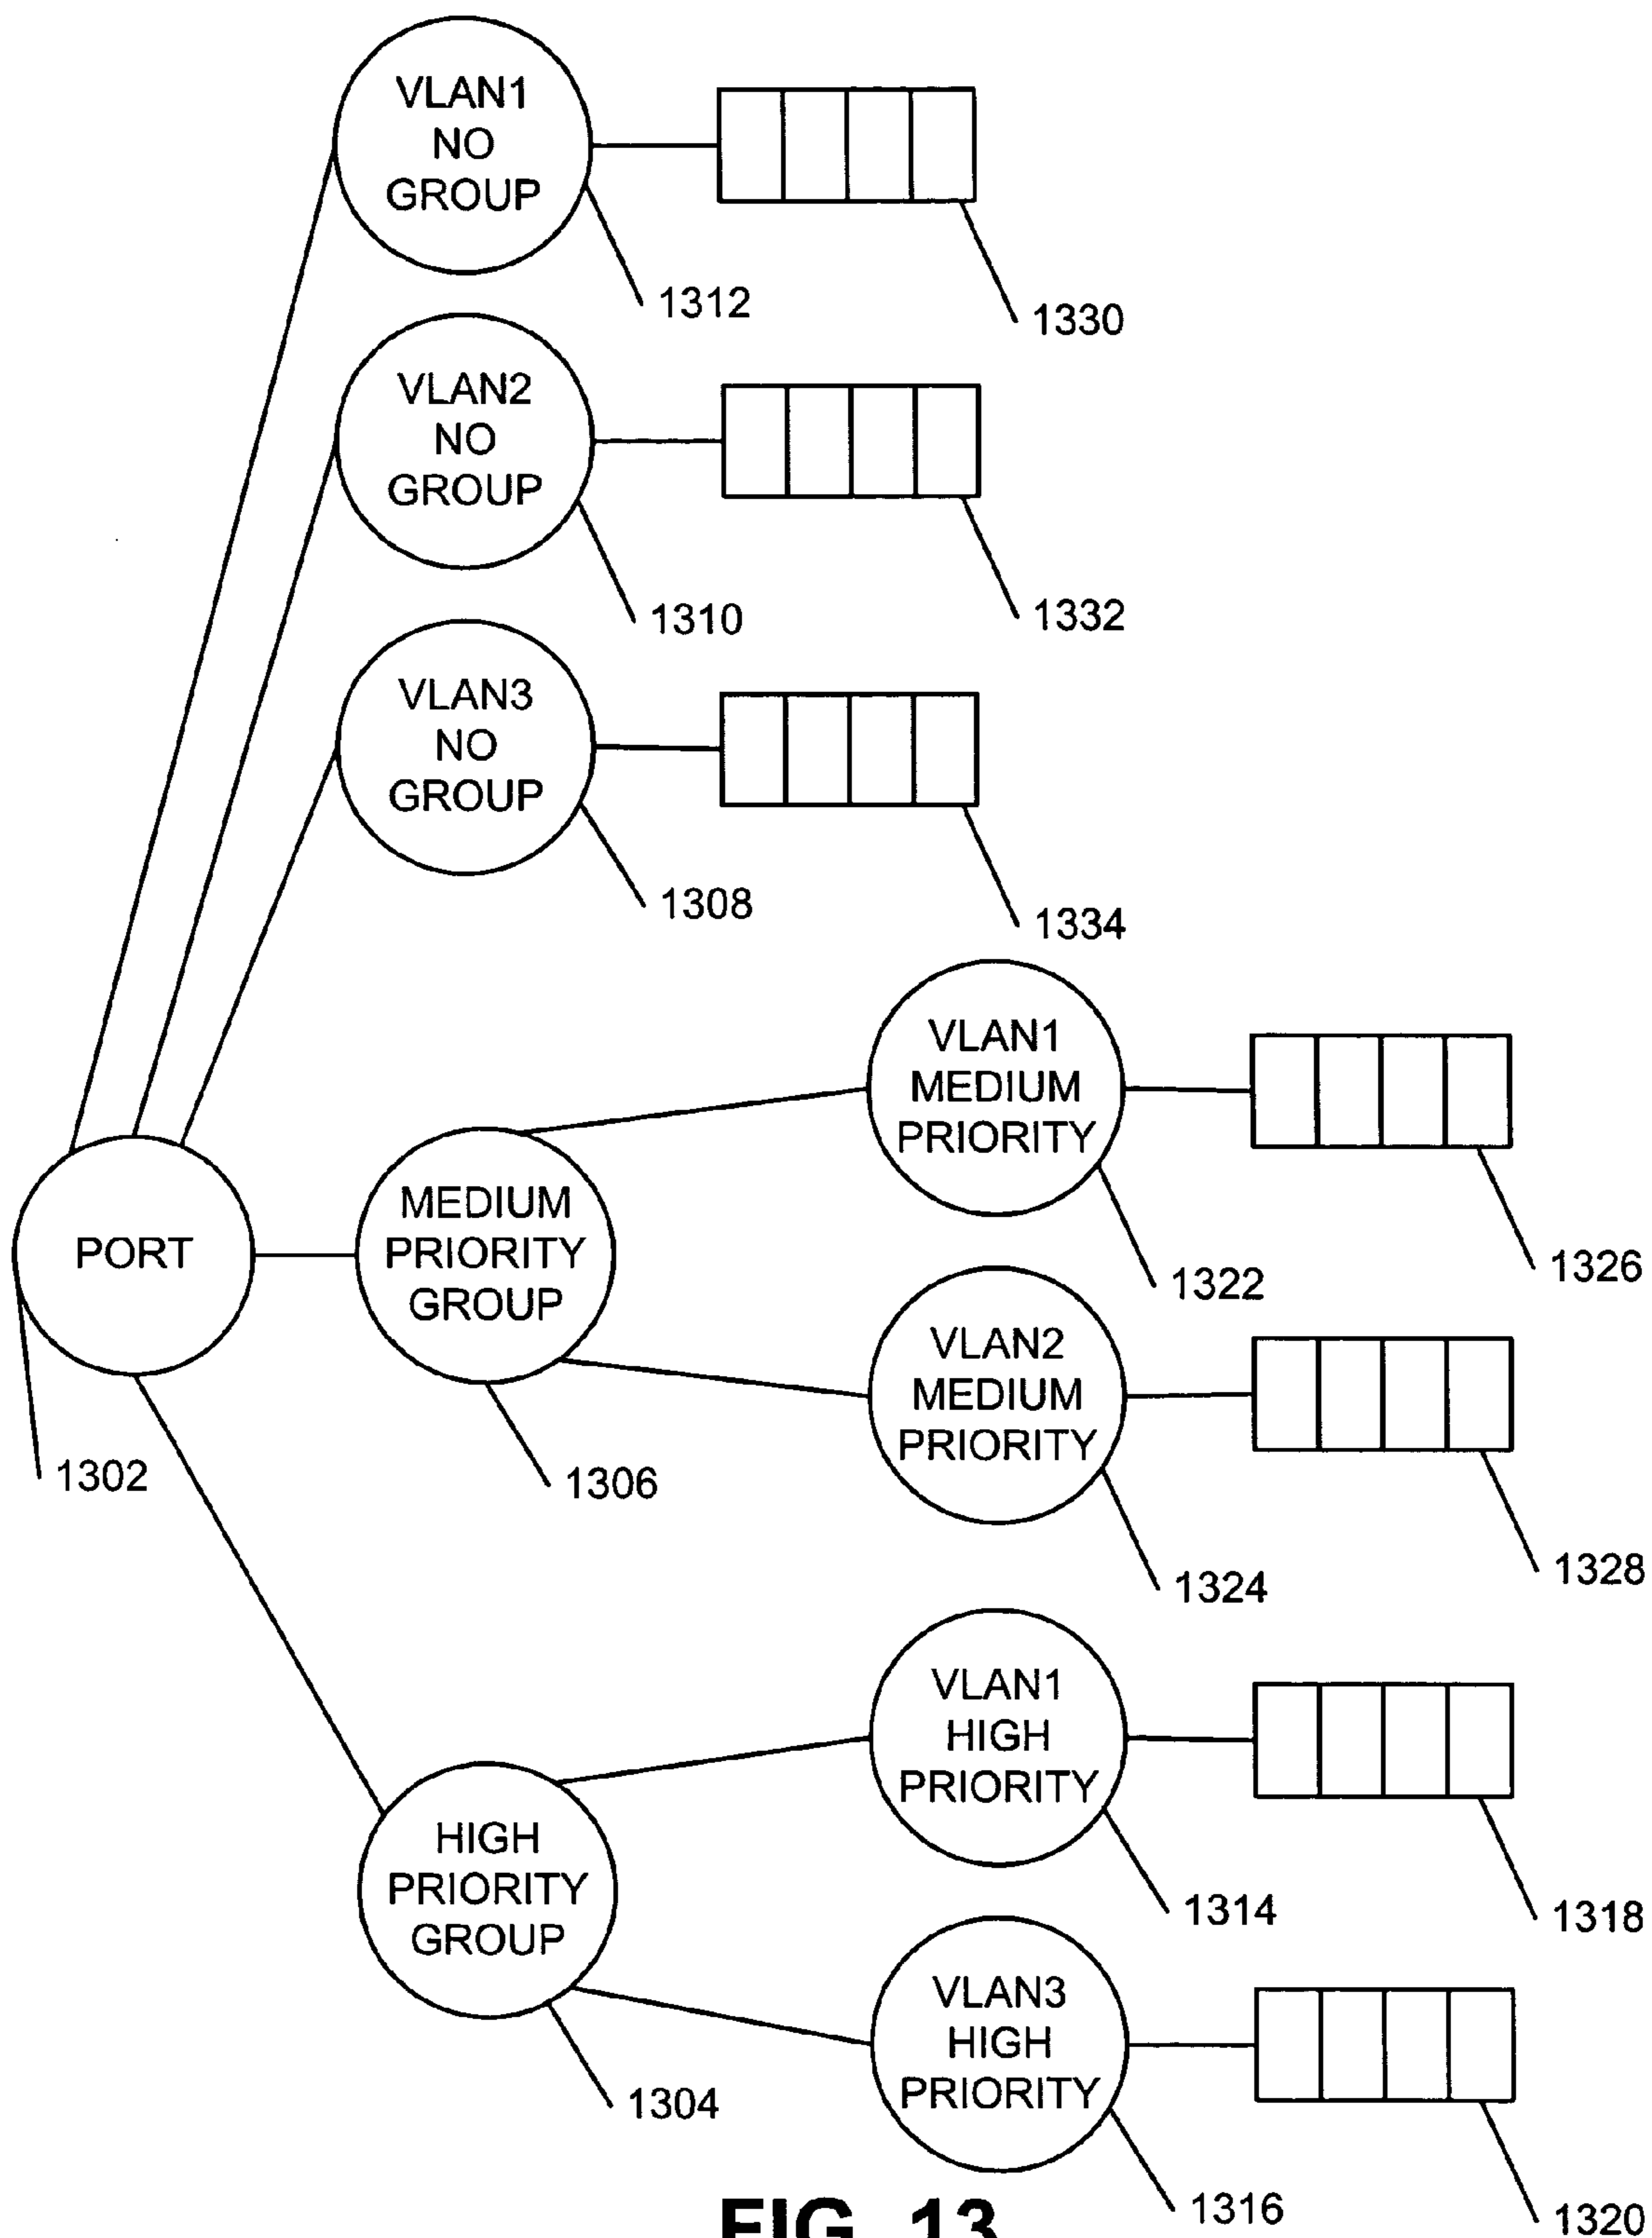 VLAN1
NO
GROUP
1312
1330
VLAN2
NO
GROUP
1310
1332
VLAN3
NO
GROUP
1308
1334
VLAN1
MEDIUM
PRIORITY
1322
1326
PORT
1302
MEDIUM
PRIORITY
GROUP
1306
VLAN2
MEDIUM
PRIORITY
1324
1328
VLAN1
HIGH
PRIORITY
1314
1318
HIGH
PRIORITY
GROUP
1304
VLAN3
HIGH
PRIORITY
1316
1320
FIG. 13